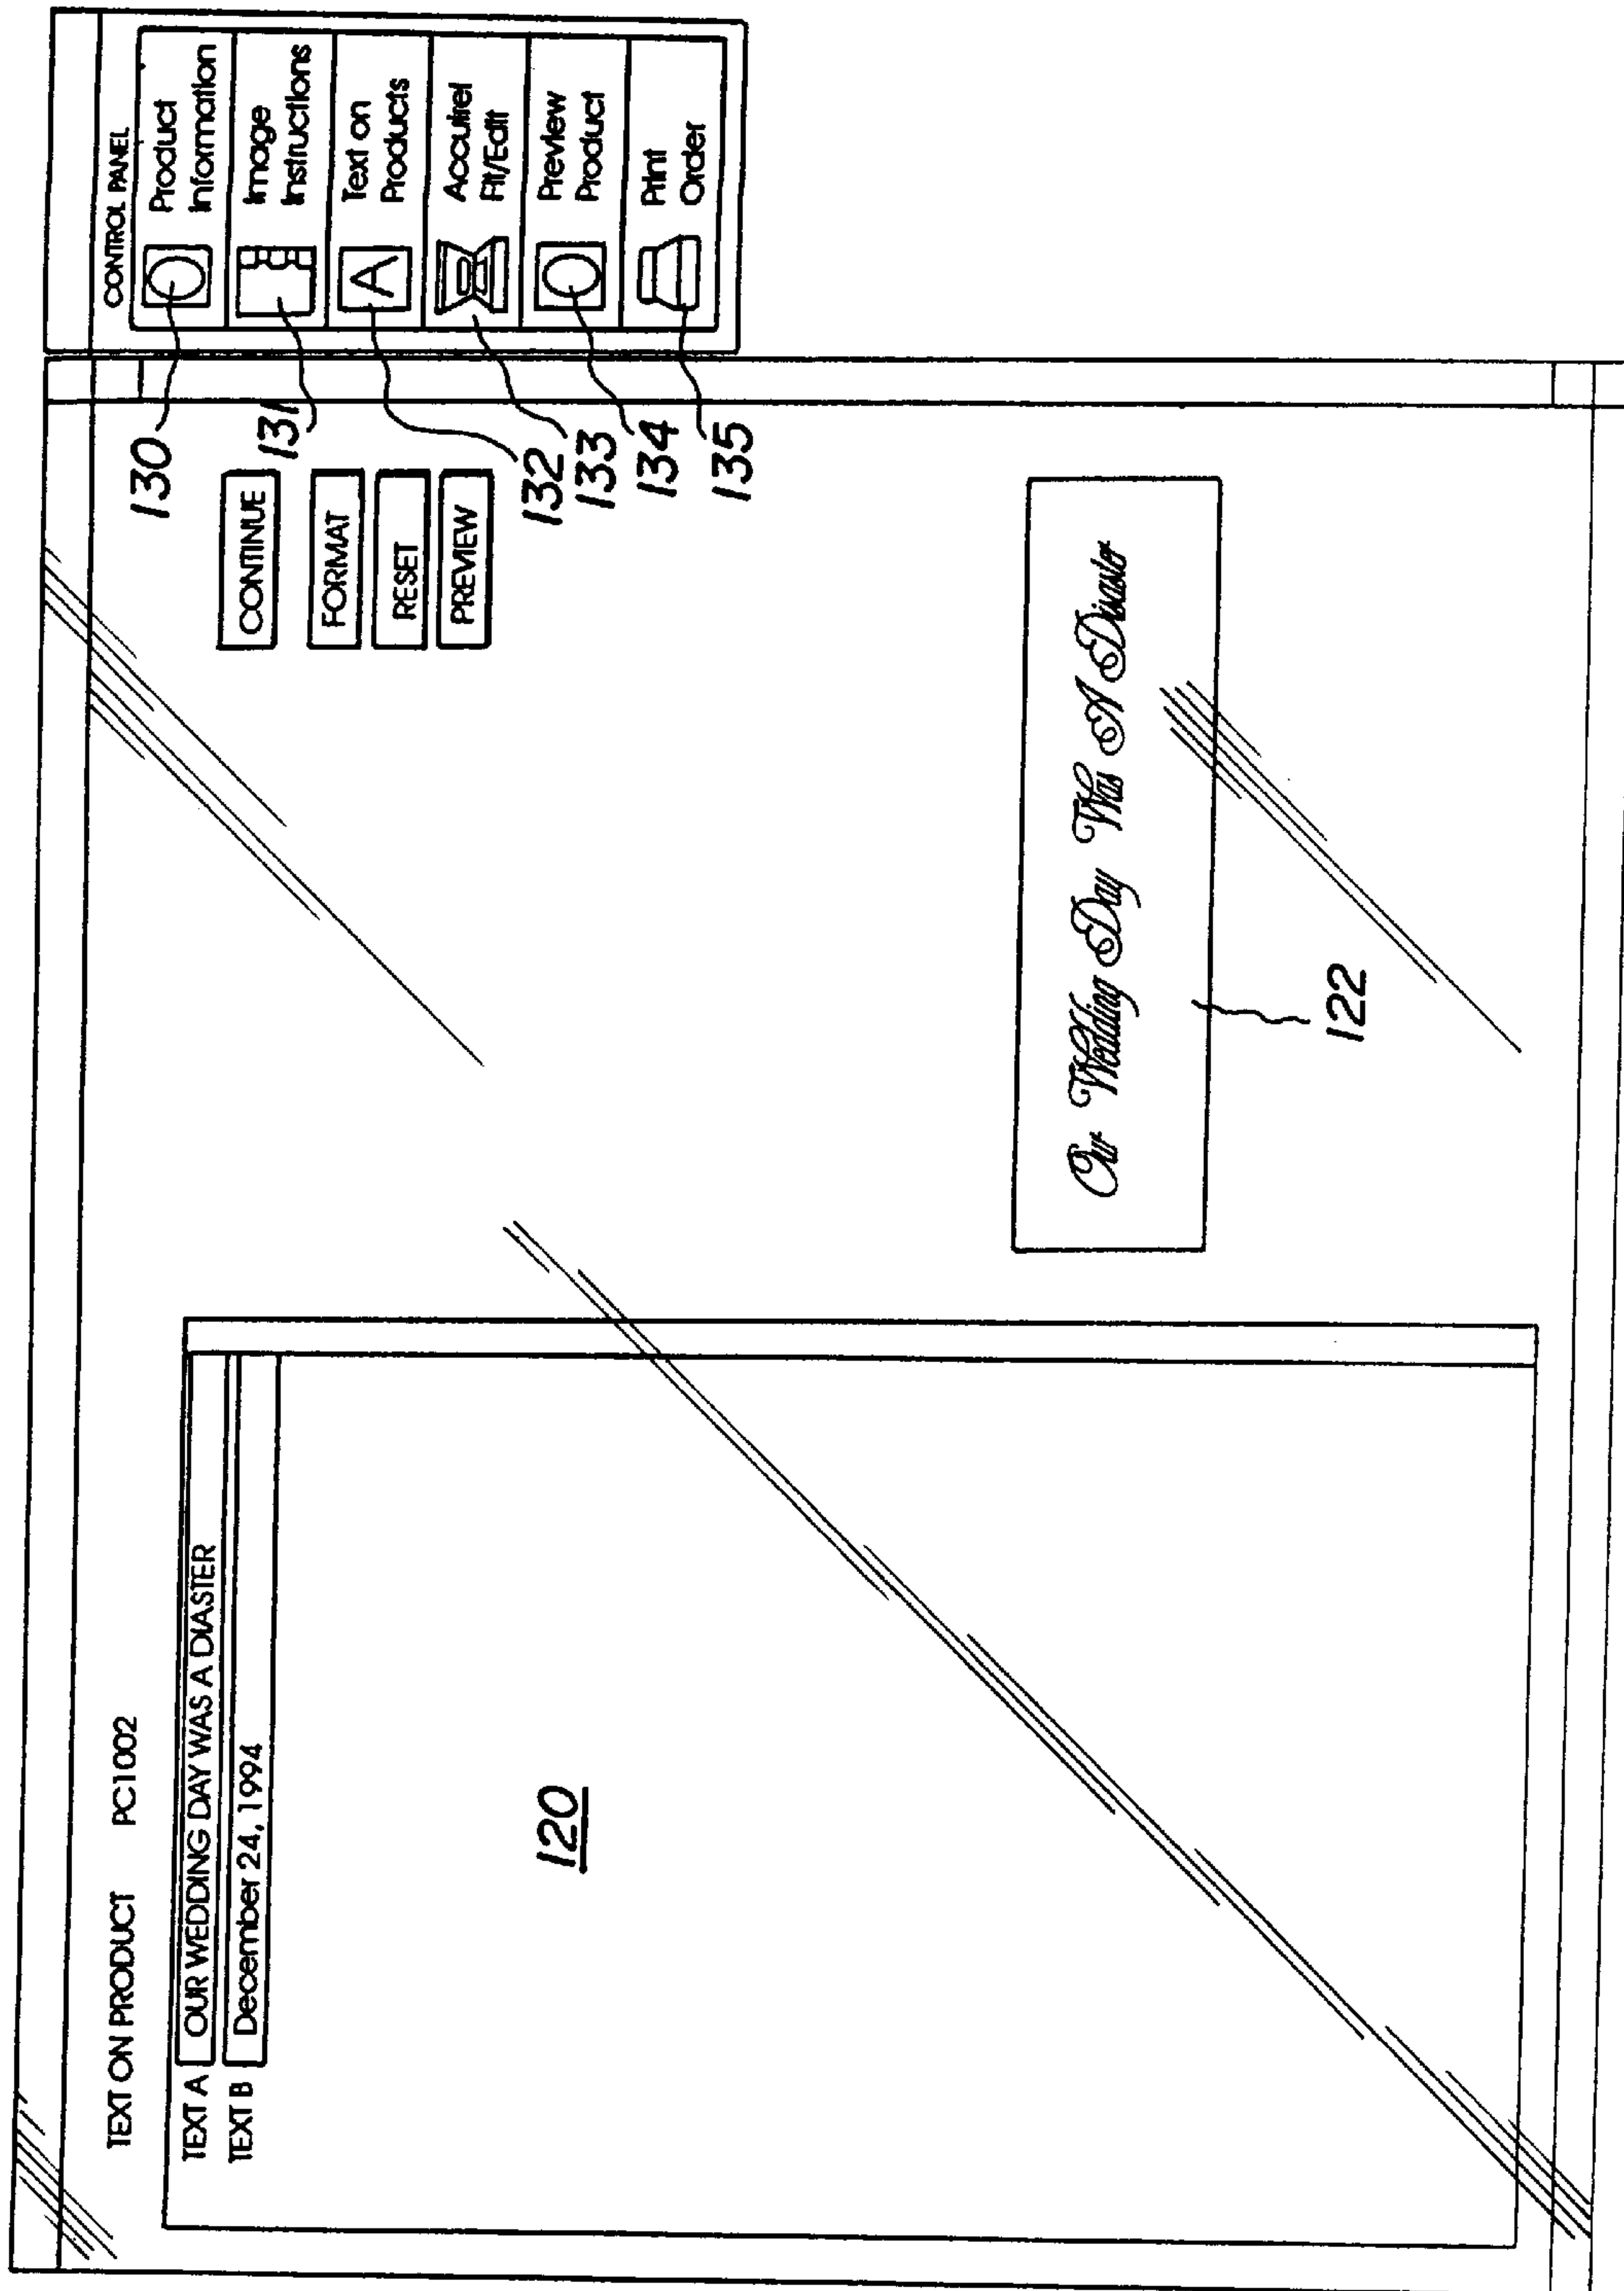 TEXT ON PRODUCT PC1002
TEXT A OUR WEDDING DAY WAS A DIASTER
TEXT B December 24, 1994
120
CONTINUE
FORMAT
RESET
PREVIEW
Our Wedding Day Was A Disaster
122
CONTROL PANEL
Product
Information
Image
Instructions
Text on
Products
Accuire!
Fit/Edit
Preview
Product
Print
Order
130
131
132
133
134
135